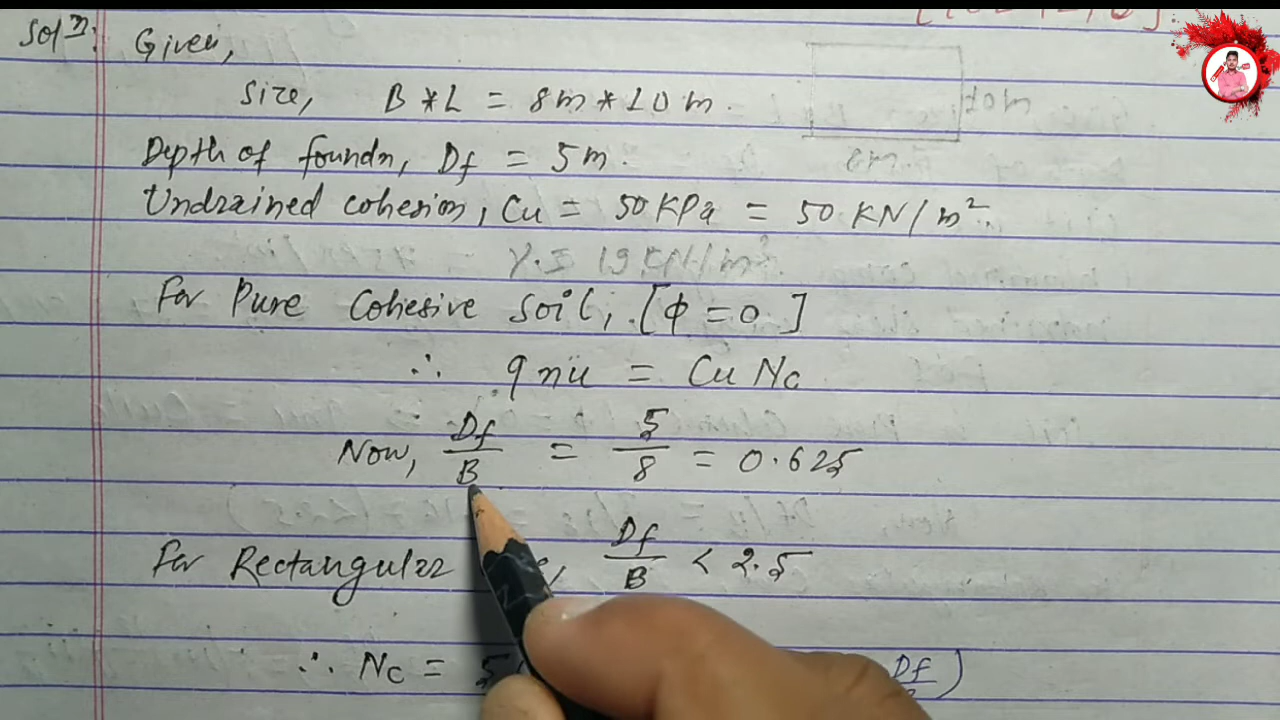 Solⁿ: Given,
Size, B*L = 8m*10m.
Depth of foundn, Df = 5m.
Undrained cohesion, Cu = 50 KPa = 50 KN/m².
For Pure Cohesive soil, [ϕ = 0]
∴ qnu = Cu Nc
Now, Df/B = 5/8 = 0.625
For Rectangular Df/B < 2.5
∴ Nc = 5 Df )